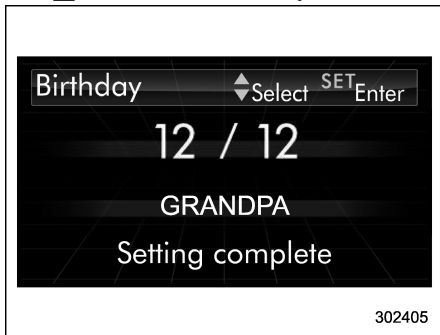 Birthday ▲▼Select SET Enter
12 / 12
GRANDPA
Setting complete
302405